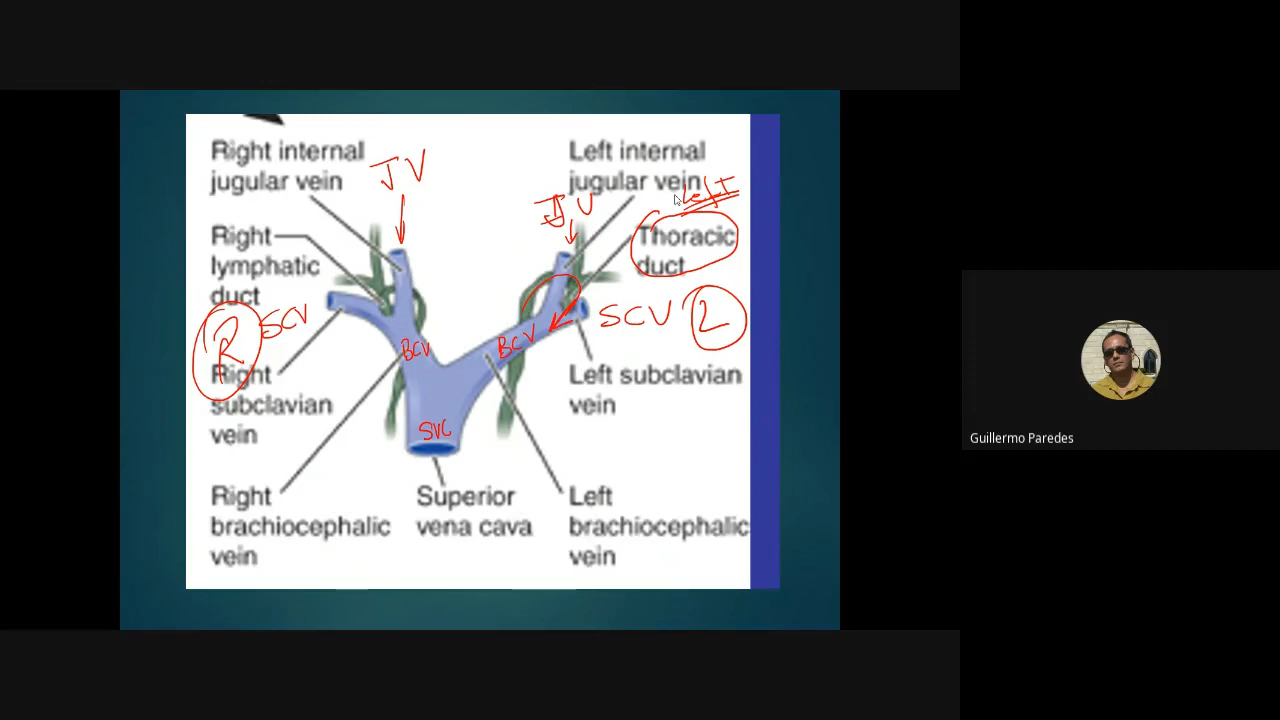 Right internal
jugular vein
JV
Left internal
jugular vein
JV
Left
Right
lymphatic
duct
Thoracic
duct
R
SCV
SCV
L
BCV
BCV
Right
subclavian
vein
Left subclavian
vein
SVC
Right
brachiocephalic
vein
Superior
vena cava
Left
brachiocephalic
vein
Guillermo Paredes